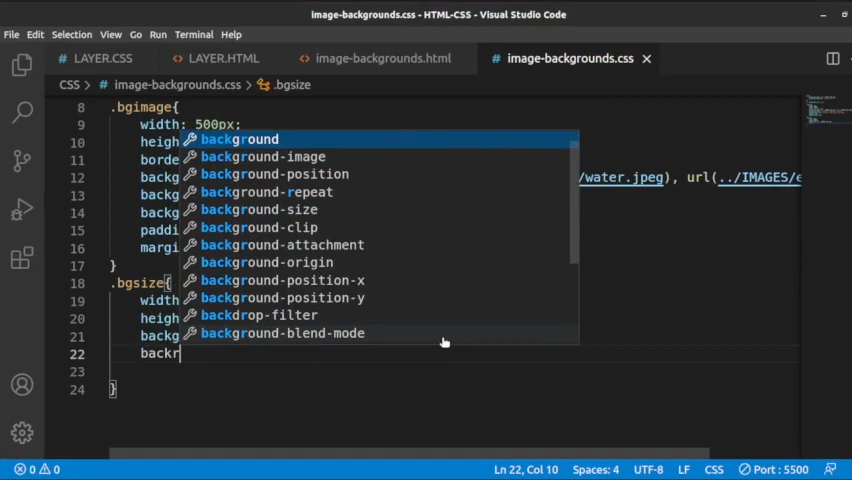 image-backgrounds.css - HTML-CSS - Visual Studio Code
File Edit Selection View Go Run Terminal Help
# LAYER.CSS <> LAYER.HTML <> image-backgrounds.html # image-backgrounds.css
CSS > # image-backgrounds.css > .bgsize
8 .bgimage{
9 width: 500px;
10 heigh
11 borde
12 backg /water.jpeg), url(../IMAGES/e
13 backg
14 backg
15 paddi
16 margi
17 }
18 .bgsize{
19 width
20 heigh
21 backg
22 backr
23
24 }
background
background-image
background-position
background-repeat
background-size
background-clip
background-attachment
background-origin
background-position-x
background-position-y
backdrop-filter
background-blend-mode
0 0 Ln 22, Col 10 Spaces: 4 UTF-8 LF CSS Port : 5500